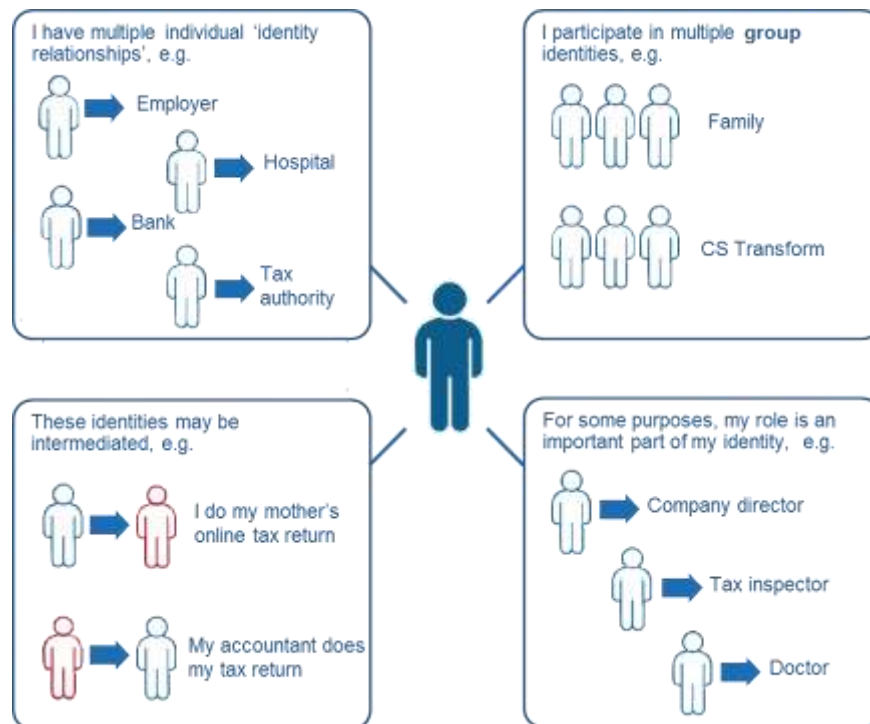 I have multiple individual 'identity
relationships', e.g.
Employer
Hospital
Bank
Tax
authority
I participate in multiple group
identities, e.g.
Family
CS Transform
These identities may be
intermediated, e.g.
I do my mother's
online tax return
My accountant does
my tax return
For some purposes, my role is an
important part of my identity, e.g.
Company director
Tax inspector
Doctor